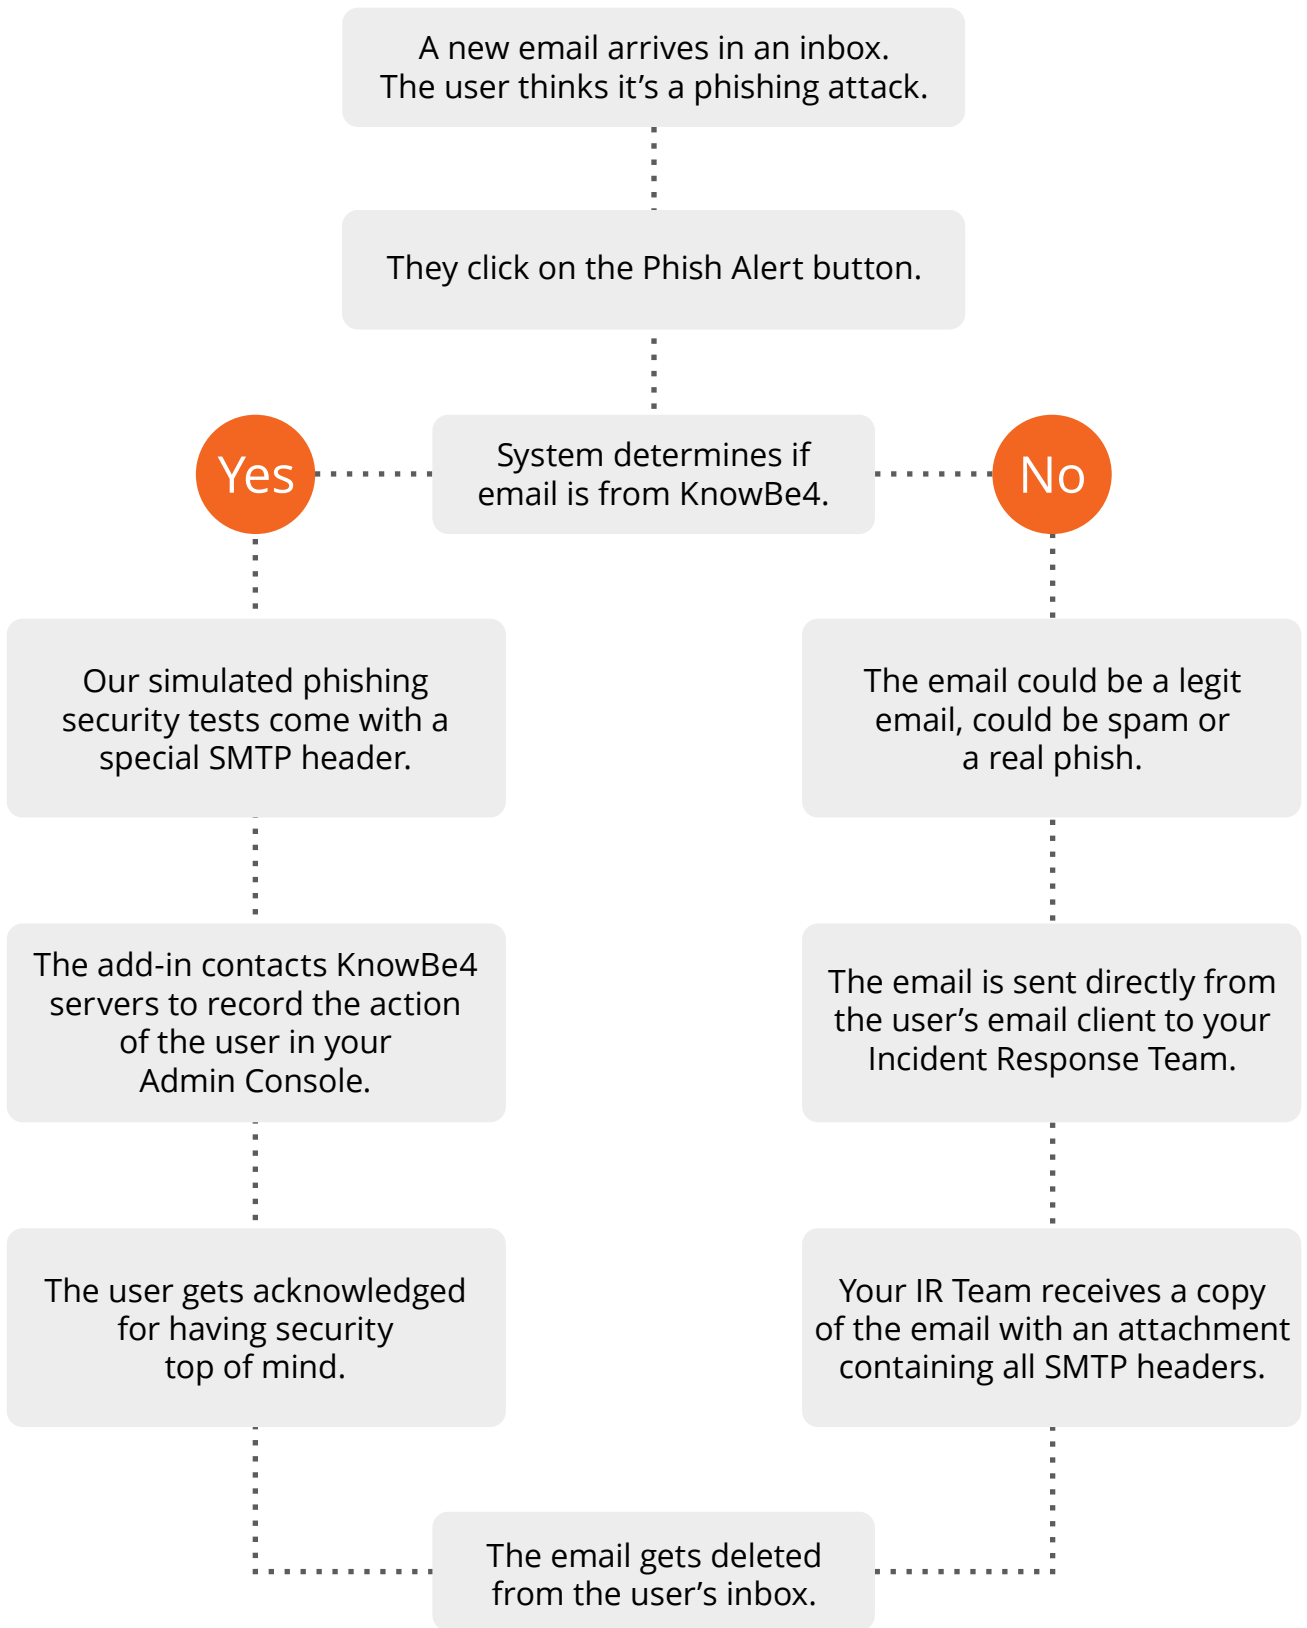 A new email arrives in an inbox.
The user thinks it’s a phishing attack.
They click on the Phish Alert button.
Yes
System determines if
email is from KnowBe4.
No
Our simulated phishing
security tests come with a
special SMTP header.
The add-in contacts KnowBe4
servers to record the action
of the user in your
Admin Console.
The user gets acknowledged
for having security
top of mind.
The email could be a legit
email, could be spam or
a real phish.
The email is sent directly from
the user’s email client to your
Incident Response Team.
Your IR Team receives a copy
of the email with an attachment
containing all SMTP headers.
The email gets deleted
from the user’s inbox.